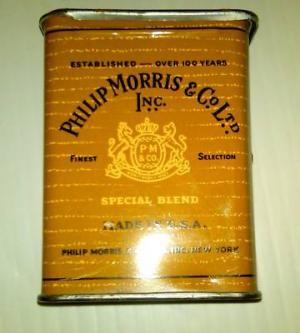 ESTABLISHED — OVER 100 YEARS
PHILIP MORRIS & CO. LTD
INC.
P M
& CO.
FINEST SELECTION
SPECIAL BLEND
MADE IN U.S.A.
PHILIP MORRIS & INC. NEW YORK